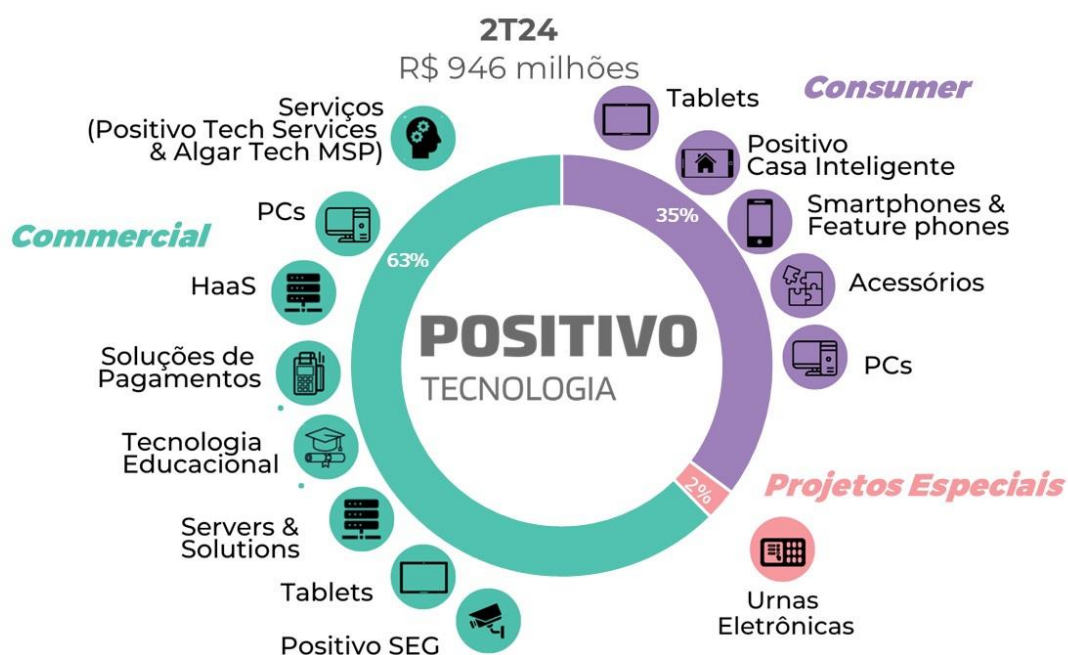 2T24
R$ 946 milhões
Commercial
Serviços
(Positivo Tech Services
& Algar Tech MSP)
PCs
HaaS
Soluções de
Pagamentos
Tecnologia
Educacional
Servers &
Solutions
Tablets
Positivo SEG
63%
POSITIVO
TECNOLOGIA
35%
2%
Consumer
Tablets
Positivo
Casa Inteligente
Smartphones &
Feature phones
Acessórios
PCs
Projetos Especiais
Urnas
Eletrônicas